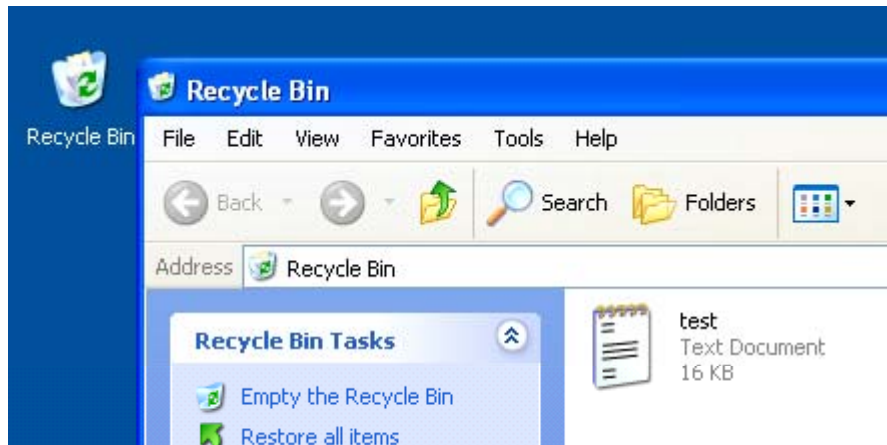 Recycle Bin
Recycle Bin
File Edit View Favorites Tools Help
Back Search Folders
Address Recycle Bin
Recycle Bin Tasks
Empty the Recycle Bin
Restore all items
test
Text Document
16 KB